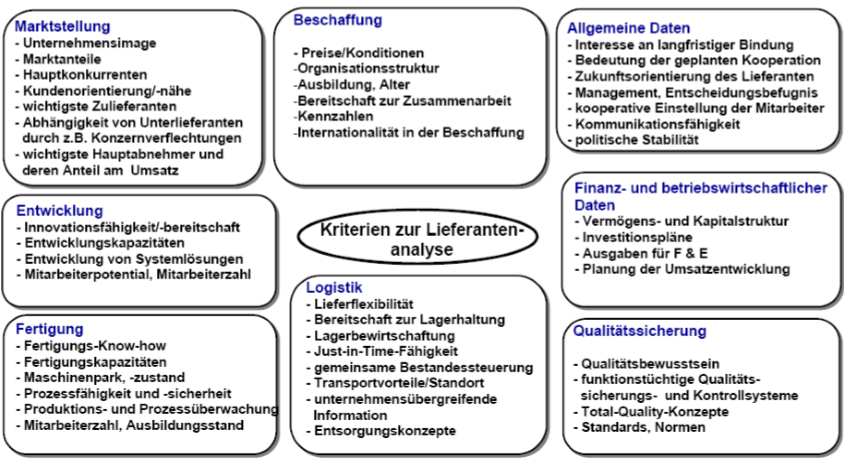 Marktstellung
- Unternehmensimage
- Marktanteile
- Hauptkonkurrenten
- Kundenorientierung/-nähe
- wichtigste Zulieferanten
- Abhängigkeit von Unterlieferanten
durch z.B. Konzernverflechtungen
- wichtigste Hauptabnehmer und
deren Anteil am Umsatz
Beschaffung
- Preise/Konditionen
-Organisationsstruktur
-Ausbildung, Alter
-Bereitschaft zur Zusammenarbeit
-Kennzahlen
-Internationalität in der Beschaffung
Allgemeine Daten
- Interesse an langfristiger Bindung
- Bedeutung der geplanten Kooperation
- Zukunftsorientierung des Lieferanten
- Management, Entscheidungsbefugnis
- kooperative Einstellung der Mitarbeiter
- Kommunikationsfähigkeit
- politische Stabilität
Entwicklung
- Innovationsfähigkeit/-bereitschaft
- Entwicklungskapazitäten
- Entwicklung von Systemlösungen
- Mitarbeiterpotential, Mitarbeiterzahl
Kriterien zur Lieferanten-
analyse
Finanz- und betriebswirtschaftlicher
Daten
- Vermögens- und Kapitalstruktur
- Investitionspläne
- Ausgaben für F & E
- Planung der Umsatzentwicklung
Fertigung
- Fertigungs-Know-how
- Fertigungskapazitäten
- Maschinenpark, -zustand
- Prozessfähigkeit und -sicherheit
- Produktions- und Prozessüberwachung
- Mitarbeiterzahl, Ausbildungsstand
Logistik
- Lieferflexibilität
- Bereitschaft zur Lagerhaltung
- Lagerbewirtschaftung
- Just-in-Time-Fähigkeit
- gemeinsame Bestandessteuerung
- Transportvorteile/Standort
- unternehmensübergreifende
Information
- Entsorgungskonzepte
Qualitätssicherung
- Qualitätsbewusstsein
- funktionstüchtige Qualitäts-
sicherungs- und Kontrollsysteme
- Total-Quality-Konzepte
- Standards, Normen